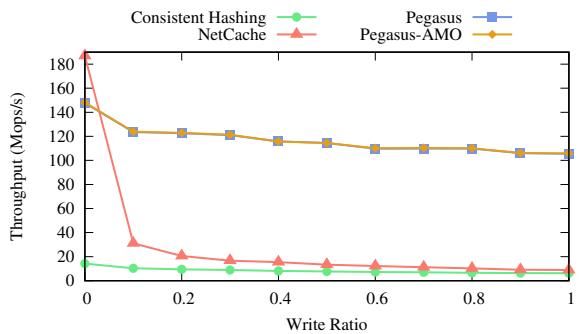 Consistent Hashing
NetCache
Pegasus
Pegasus-AMO
Throughput (Mops/s)
180
160
140
120
100
80
60
40
20
0
0 0.2 0.4 0.6 0.8 1
Write Ratio